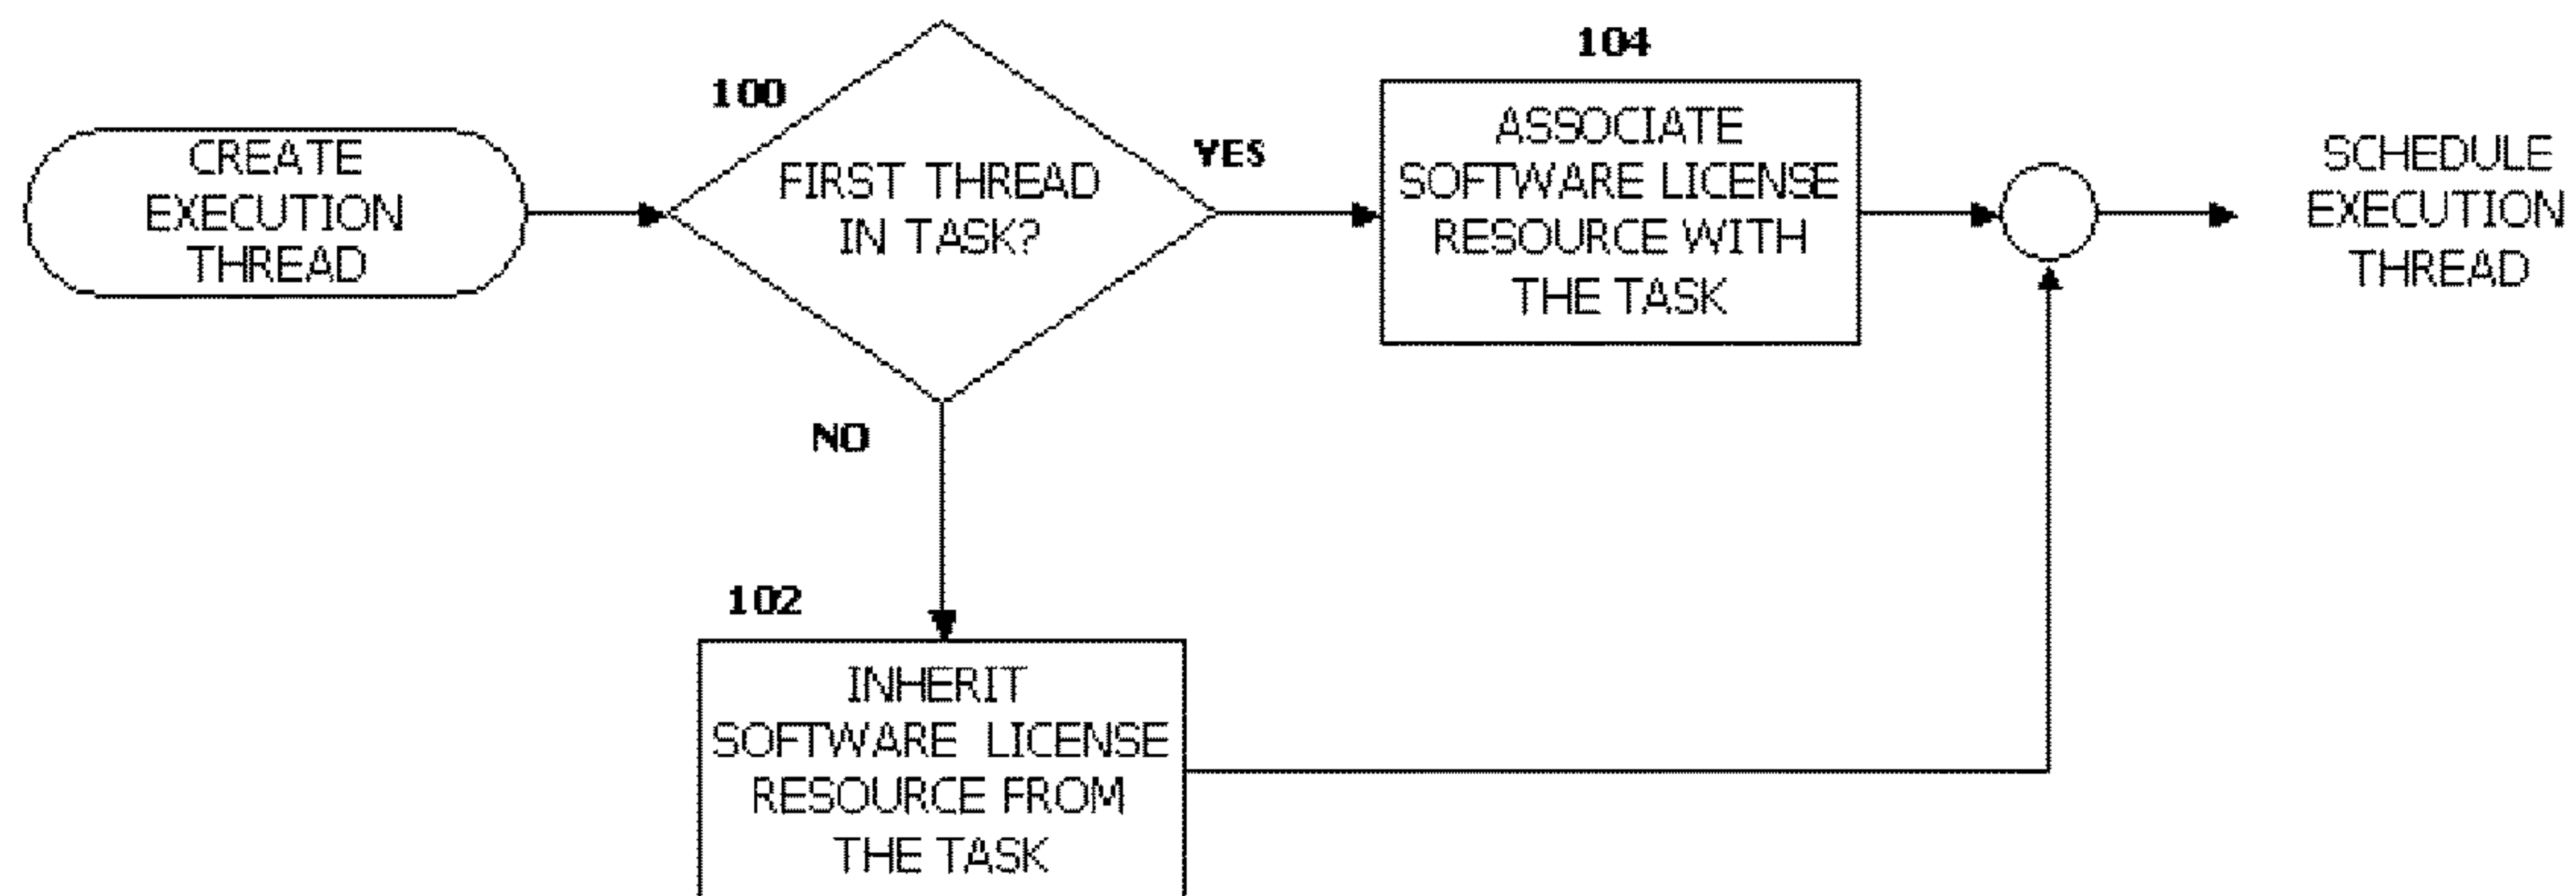 CREATE
EXECUTION
THREAD
100
FIRST THREAD
IN TASK?
YES
NO
104
ASSOCIATE
SOFTWARE LICENSE
RESOURCE WITH
THE TASK
SCHEDULE
EXECUTION
THREAD
102
INHERIT
SOFTWARE LICENSE
RESOURCE FROM
THE TASK